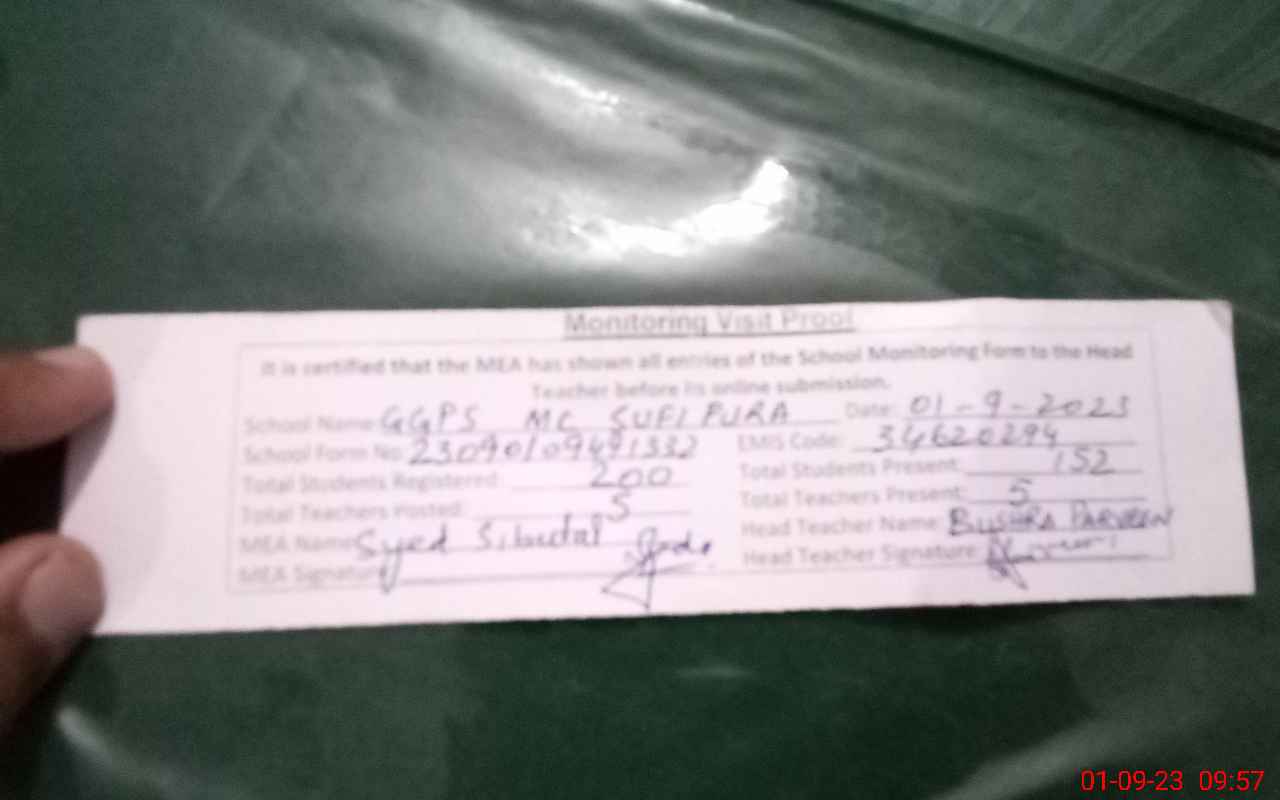 Monitoring Visit Proof
It is certified that the MEA has shown all entries of the School Monitoring Form to the Head
Teacher before its online submission.
School Name: GGPS MC SUFI PURA Date: 01-9-2023
School Form No: EMIS Code: 34620294
Total Students Registered: 200 Total Students Present: 152
Total Teachers Posted: 5 Total Teachers Present: 5
MEA Name: Syed Head Teacher Name: BUSHRA PARVEEN
MEA Signature Head Teacher Signature:
01-09-23 09:57